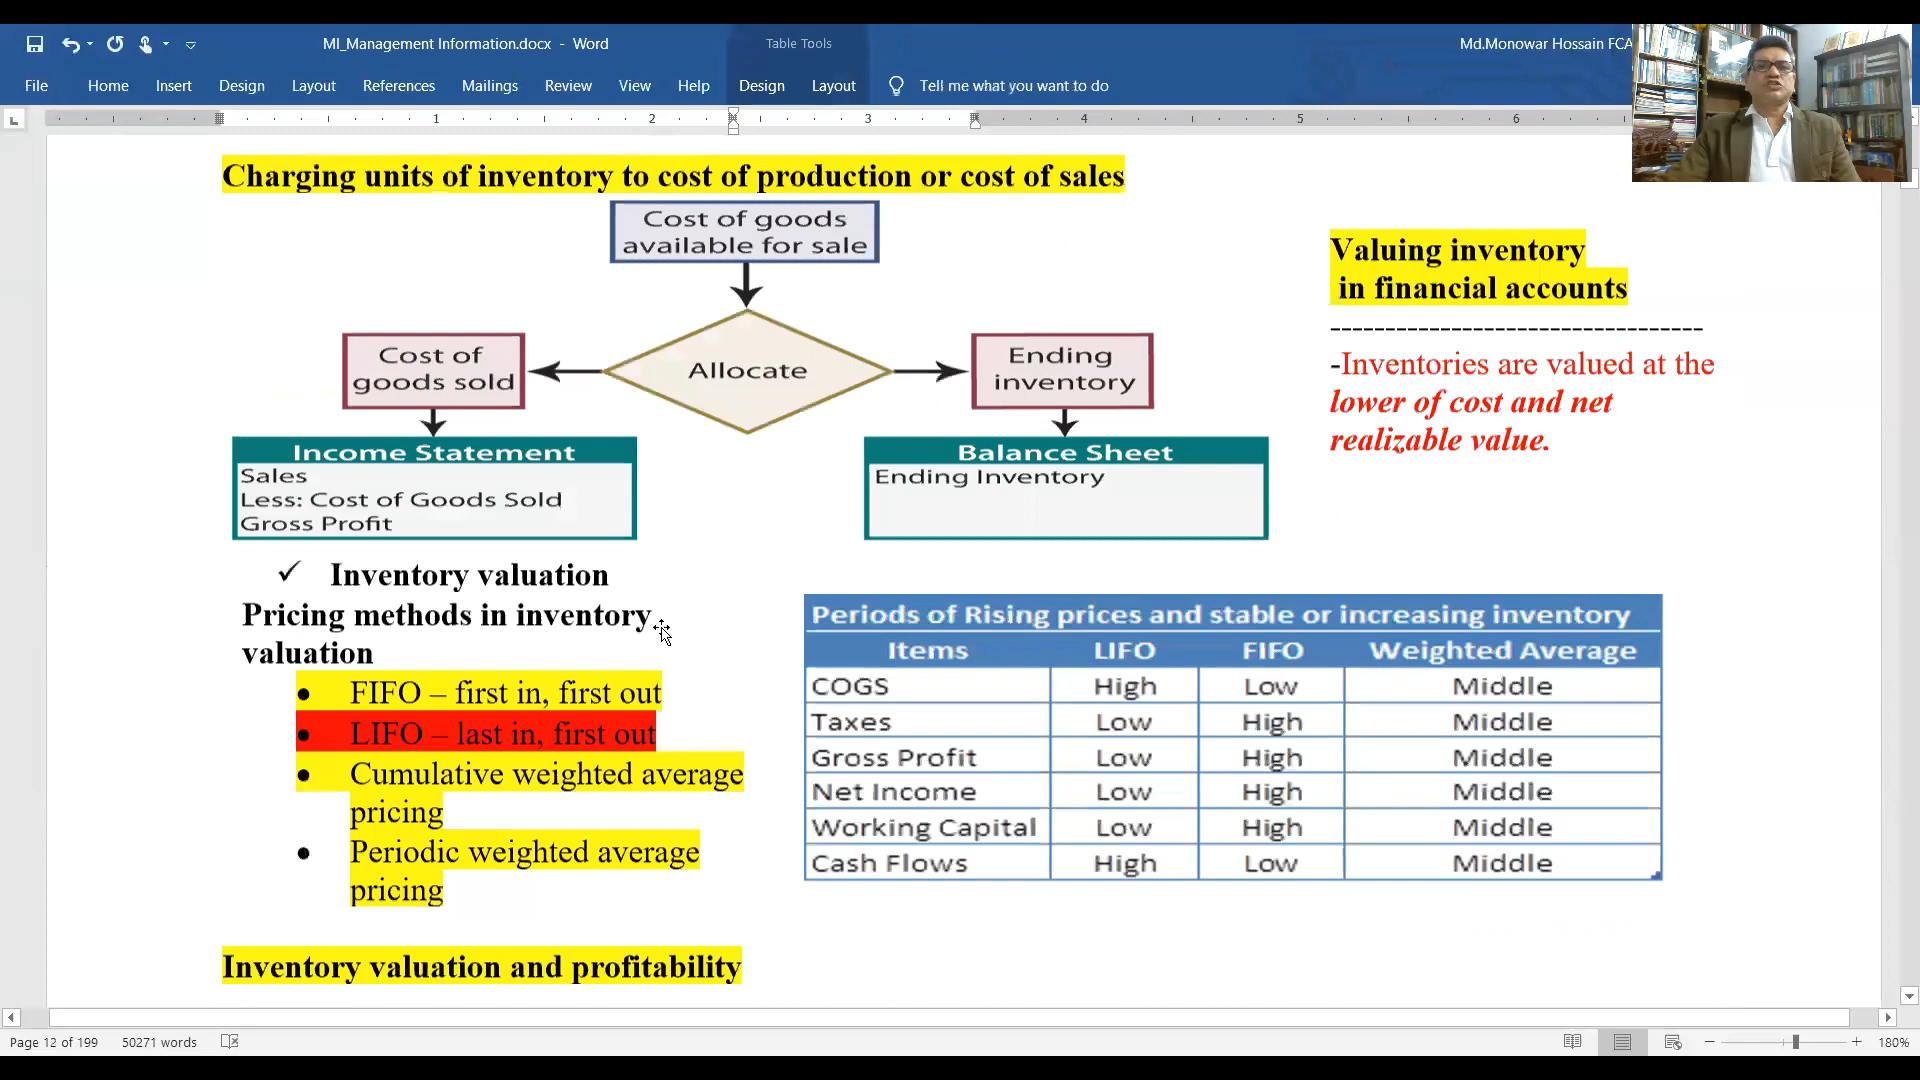 MI_Management Information.docx - Word
Table Tools
Md.Monowar Hossain FCA
File Home Insert Design Layout References Mailings Review View Help Design Layout Tell me what you want to do
1 2 3 4 5 6
Charging units of inventory to cost of production or cost of sales
Cost of goods
available for sale
Cost of
goods sold
Allocate
Ending
inventory
Income Statement
Sales
Less: Cost of Goods Sold
Gross Profit
Balance Sheet
Ending Inventory
Valuing inventory
in financial accounts
---------------------------------
-Inventories are valued at the
lower of cost and net
realizable value.
✓ Inventory valuation
Pricing methods in inventory
valuation
• FIFO – first in, first out
• LIFO – last in, first out
• Cumulative weighted average
pricing
• Periodic weighted average
pricing
Periods of Rising prices and stable or increasing inventory
Items LIFO FIFO Weighted Average
COGS High Low Middle
Taxes Low High Middle
Gross Profit Low High Middle
Net Income Low High Middle
Working Capital Low High Middle
Cash Flows High Low Middle
Inventory valuation and profitability
Page 12 of 199 50271 words
180%